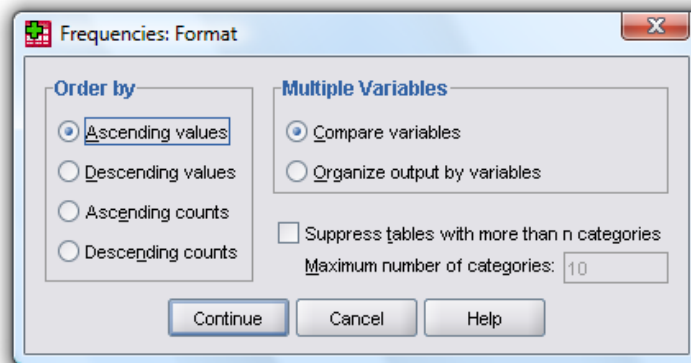 Frequencies: Format
Order by
Ascending values
Descending values
Ascending counts
Descending counts
Multiple Variables
Compare variables
Organize output by variables
Suppress tables with more than n categories
Maximum number of categories: 10
Continue Cancel Help